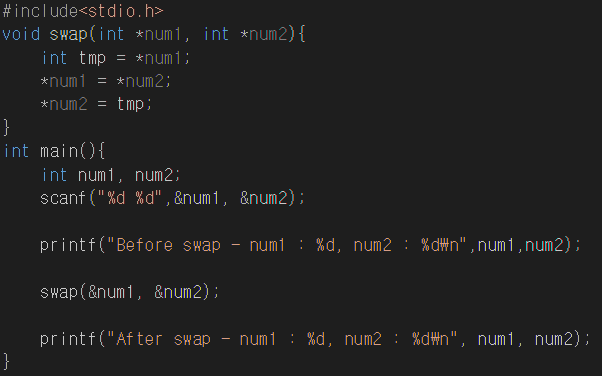 #include<stdio.h>
void swap(int *num1, int *num2){
    int tmp = *num1;
    *num1 = *num2;
    *num2 = tmp;
}
int main(){
    int num1, num2;
    scanf("%d %d",&num1, &num2);

    printf("Before swap - num1 : %d, num2 : %d₩n",num1,num2);

    swap(&num1, &num2);

    printf("After swap - num1 : %d, num2 : %d₩n", num1, num2);
}